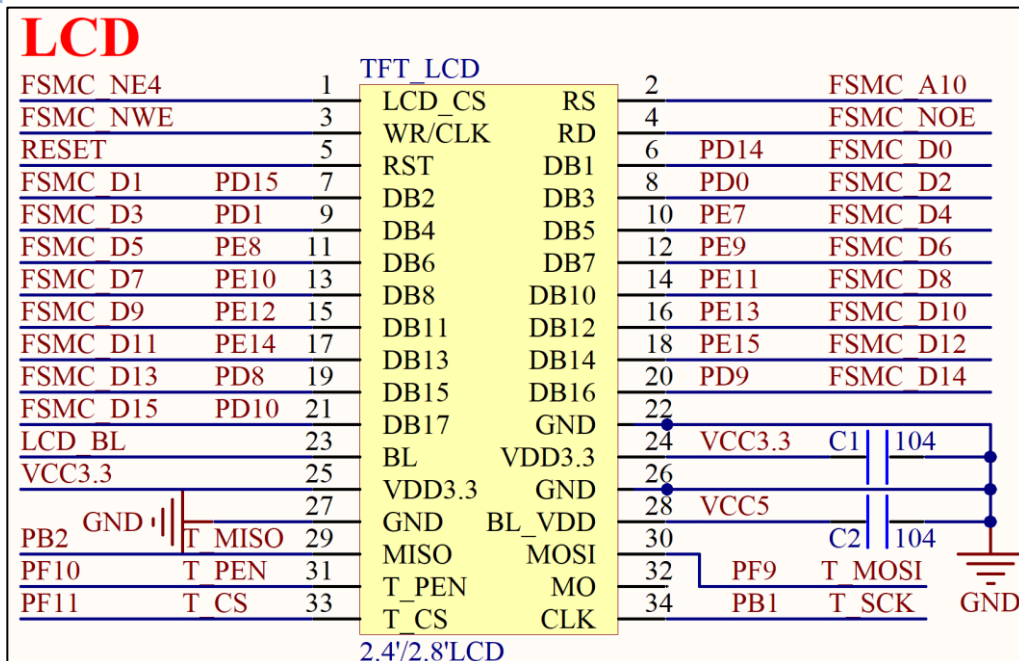 LCD
TFT_LCD
FSMC_NE4 1 LCD_CS RS 2 FSMC_A10
FSMC_NWE 3 WR/CLK RD 4 FSMC_NOE
RESET 5 RST DB1 6 PD14 FSMC_D0
FSMC_D1 PD15 7 DB2 DB3 8 PD0 FSMC_D2
FSMC_D3 PD1 9 DB4 DB5 10 PE7 FSMC_D4
FSMC_D5 PE8 11 DB6 DB7 12 PE9 FSMC_D6
FSMC_D7 PE10 13 DB8 DB10 14 PE11 FSMC_D8
FSMC_D9 PE12 15 DB11 DB12 16 PE13 FSMC_D10
FSMC_D11 PE14 17 DB13 DB14 18 PE15 FSMC_D12
FSMC_D13 PD8 19 DB15 DB16 20 PD9 FSMC_D14
FSMC_D15 PD10 21 DB17 GND 22
LCD_BL 23 BL VDD3.3 24 VCC3.3 C1 104
VCC3.3 25 VDD3.3 GND 26
GND 27 GND BL_VDD 28 VCC5 C2 104
PB2 T_MISO 29 MISO MOSI 30
PF10 T_PEN 31 T_PEN MO 32 PF9 T_MOSI GND
PF11 T_CS 33 T_CS CLK 34 PB1 T_SCK
2.4'/2.8'LCD